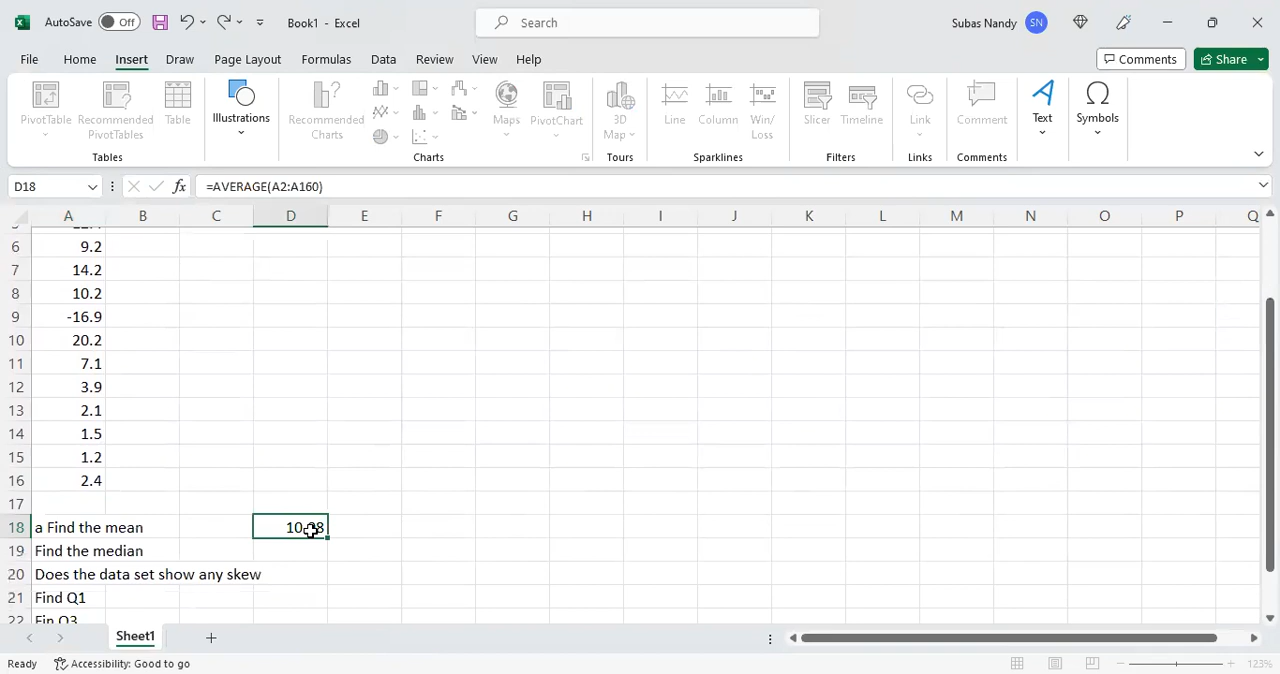 AutoSave Off Book1 - Excel Search Subas Nandy SN
File Home Insert Draw Page Layout Formulas Data Review View Help Comments Share
PivotTable Recommended PivotTables Table Illustrations Recommended Charts Maps PivotChart 3D Map Line Column Win/Loss Slicer Timeline Link Comment Text Symbols
Tables Charts Tours Sparklines Filters Links Comments
D18 fx =AVERAGE(A2:A160)
A B C D E F G H I J K L M N O P Q
6 9.2
7 14.2
8 10.2
9 -16.9
10 20.2
11 7.1
12 3.9
13 2.1
14 1.5
15 1.2
16 2.4
17
18 a Find the mean
19 Find the median
20 Does the data set show any skew
21 Find Q1
22 Fin Q3
Sheet1
Ready Accessibility: Good to go 123%